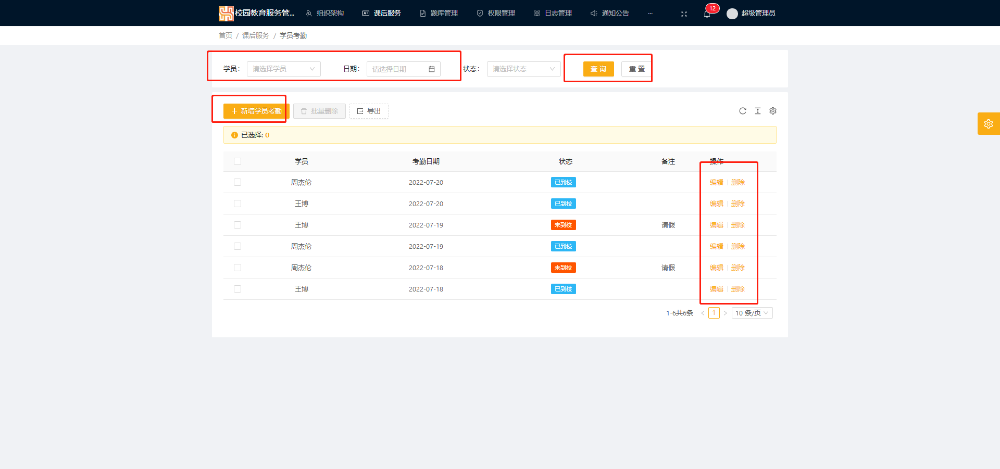 校园教育服务管... 组织架构 课后服务 题库管理 权限管理 日志管理 通知公告 ... 12 超级管理员
首页 / 课后服务 / 学员考勤
学员: 请选择学员 日期: 请选择日期 状态: 请选择状态 查 询 重 置
+ 新增学员考勤 批量删除 导出
已选择: 0
学员 考勤日期 状态 备注 操作
周杰伦 2022-07-20 已到校 编辑 删除
王博 2022-07-20 已到校 编辑 删除
王博 2022-07-19 未到校 请假 编辑 删除
周杰伦 2022-07-19 已到校 编辑 删除
周杰伦 2022-07-18 未到校 请假 编辑 删除
王博 2022-07-18 已到校 编辑 删除
1-6共6条 < 1 > 10 条/页